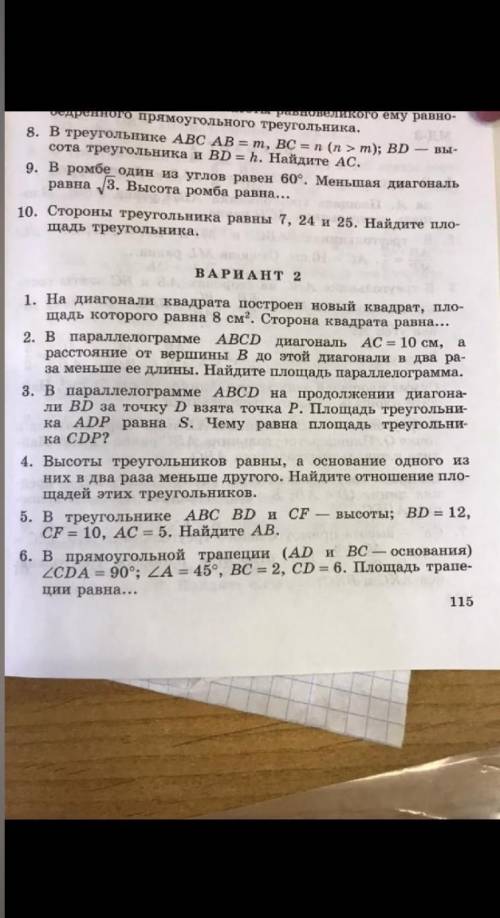 бедренного прямоугольного треугольника.
8. В треугольнике ABC AB = m, BC = n (n > m); BD — вы-
сота треугольника и BD = h. Найдите AC.
9. В ромбе один из углов равен 60°. Меньшая диагональ
равна √3. Высота ромба равна...
10. Стороны треугольника равны 7, 24 и 25. Найдите пло-
щадь треугольника.
ВАРИАНТ 2
1. На диагонали квадрата построен новый квадрат, пло-
щадь которого равна 8 см². Сторона квадрата равна...
2. В параллелограмме ABCD диагональ AC = 10 см, а
расстояние от вершины B до этой диагонали в два ра-
за меньше ее длины. Найдите площадь параллелограмма.
3. В параллелограмме ABCD на продолжении диагона-
ли BD за точку D взята точка P. Площадь треугольни-
ка ADP равна S. Чему равна площадь треугольни-
ка CDP?
4. Высоты треугольников равны, а основание одного из
них в два раза меньше другого. Найдите отношение пло-
щадей этих треугольников.
5. В треугольнике ABC BD и CF — высоты; BD = 12,
CF = 10, AC = 5. Найдите AB.
6. В прямоугольной трапеции (AD и BC — основания)
∠CDA = 90°; ∠A = 45°, BC = 2, CD = 6. Площадь трапе-
ции равна...
115